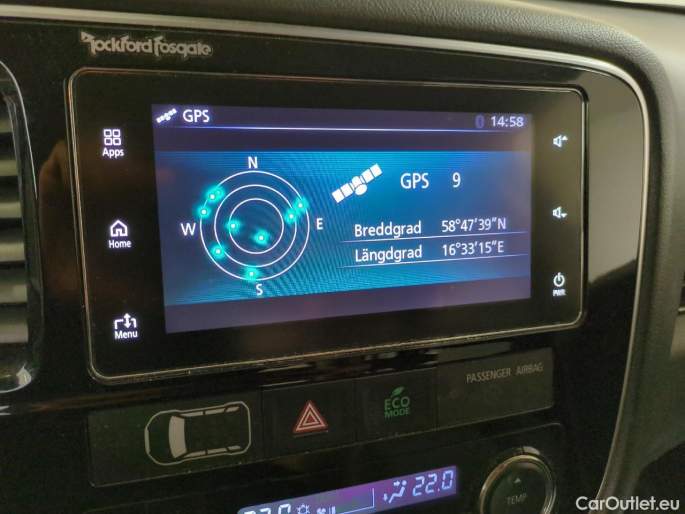 Rockford Fosgate
GPS
14:58
Apps
Home
Menu
N
W
E
S
GPS 9
Breddgrad 58°47'39"N
Längdgrad 16°33'15"E
PWR
ECO
MODE
PASSENGER AIRBAG
22.0
TEMP
CarOutlet.eu